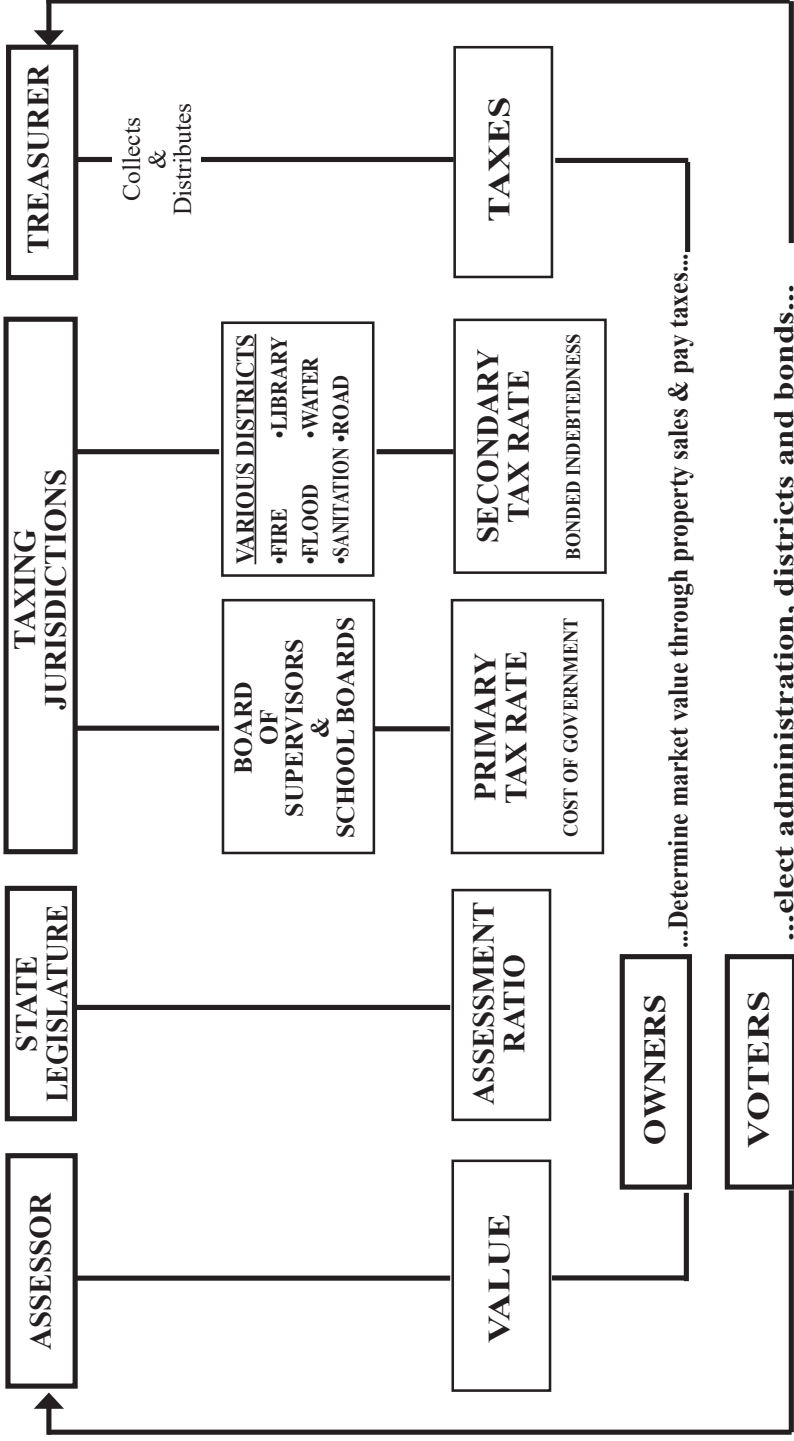 ASSESSOR
STATE
LEGISLATURE
TAXING
JURISDICTIONS
TREASURER
Collects
&
Distributes
BOARD
OF
SUPERVISORS
&
SCHOOL BOARDS
VARIOUS DISTRICTS
•FIRE •LIBRARY
•FLOOD •WATER
•SANITATION •ROAD
VALUE
ASSESSMENT
RATIO
PRIMARY
TAX RATE
COST OF GOVERNMENT
SECONDARY
TAX RATE
BONDED INDEBTEDNESS
TAXES
OWNERS
...Determine market value through property sales & pay taxes...
VOTERS
...elect administration, districts and bonds...